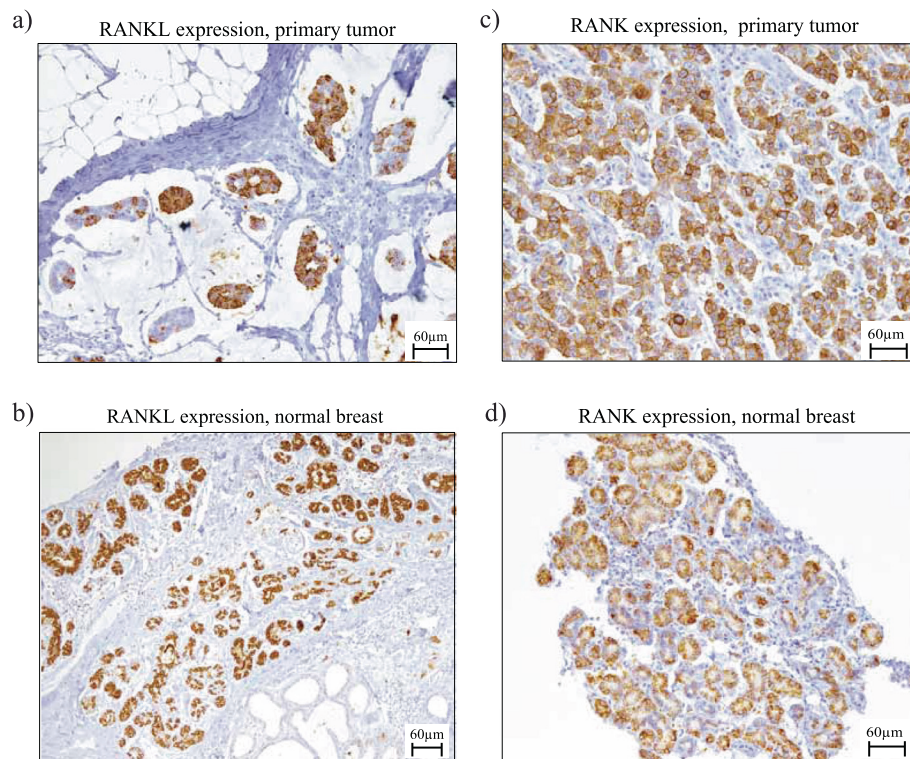 a)
RANKL expression, primary tumor
60µm
c)
RANK expression, primary tumor
60µm
b)
RANKL expression, normal breast
60µm
d)
RANK expression, normal breast
60µm